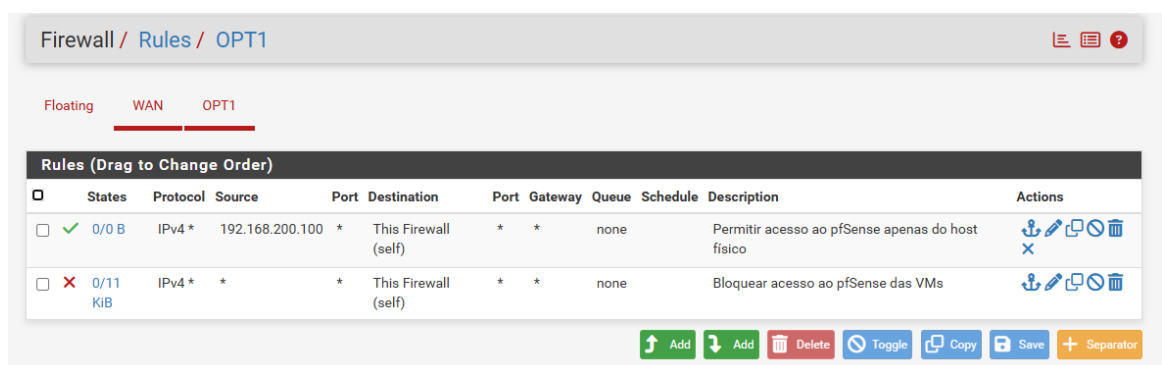 Firewall / Rules / OPT1
Floating WAN OPT1
Rules (Drag to Change Order)
States Protocol Source Port Destination Port Gateway Queue Schedule Description Actions
0/0 B IPv4 * 192.168.200.100 * This Firewall * * none Permitir acesso ao pfSense apenas do host
(self) físico
0/11 IPv4 * * * This Firewall * * none Bloquear acesso ao pfSense das VMs
KiB (self)
Add Add Delete Toggle Copy Save Separator